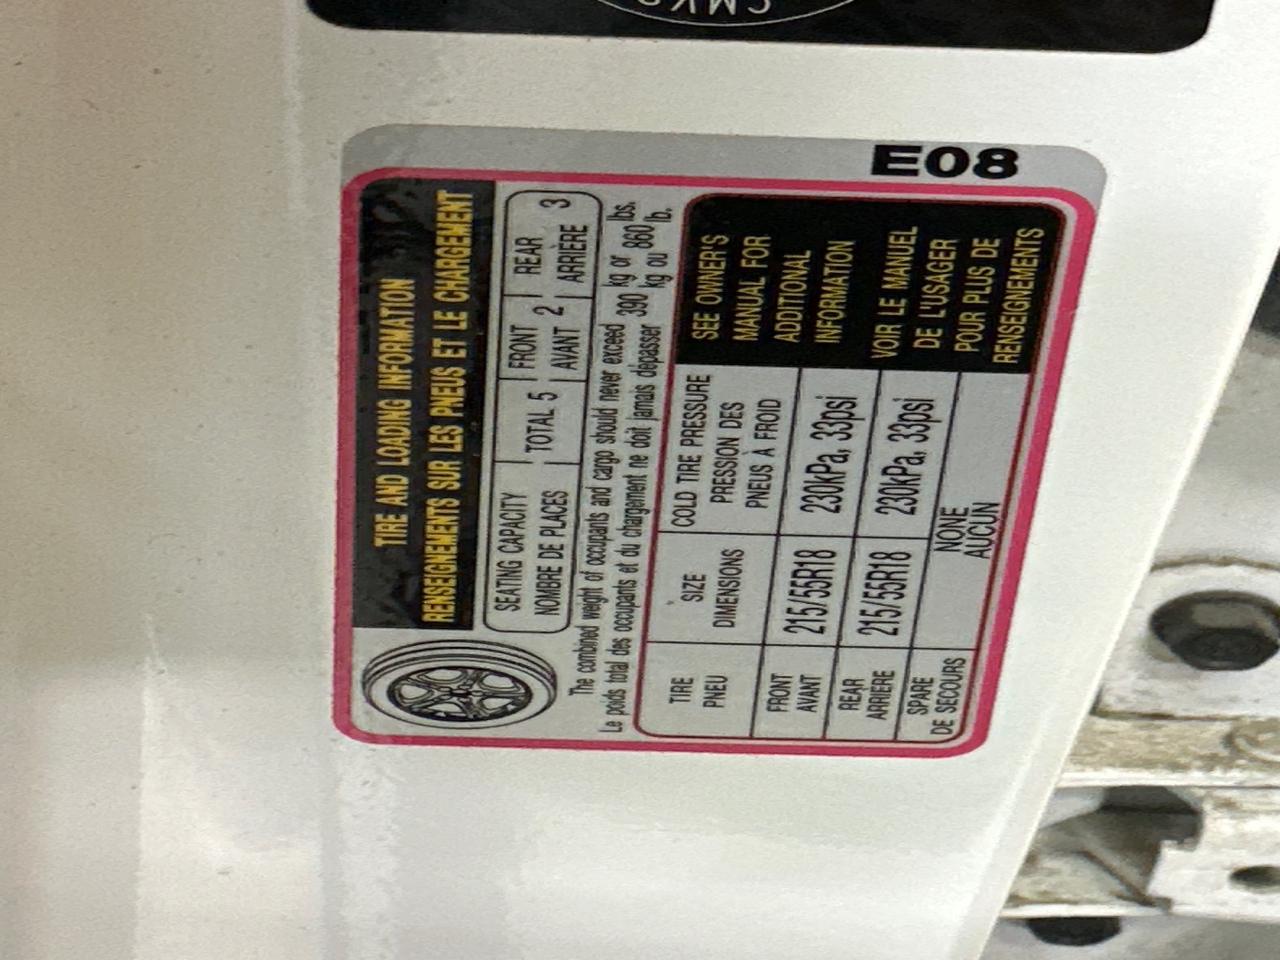 E08
TIRE AND LOADING INFORMATION
RENSEIGNEMENTS SUR LES PNEUS ET LE CHARGEMENT
SEATING CAPACITY
NOMBRE DE PLACES
TOTAL 5
FRONT
AVANT 2
REAR
ARRIÈRE 3
The combined weight of occupants and cargo should never exceed 390 kg or 860 lbs.
Le poids total des occupants et du chargement ne doit jamais dépasser 390 kg ou 860 lb.
TIRE
PNEU
SIZE
DIMENSIONS
COLD TIRE PRESSURE
PRESSION DES
PNEUS À FROID
FRONT
AVANT
215/55R18
230kPa, 33psi
REAR
ARRIERE
215/55R18
230kPa, 33psi
SPARE
DE SECOURS
NONE
AUCUN
SEE OWNER'S
MANUAL FOR
ADDITIONAL
INFORMATION
VOIR LE MANUEL
DE L'USAGER
POUR PLUS DE
RENSEIGNEMENTS